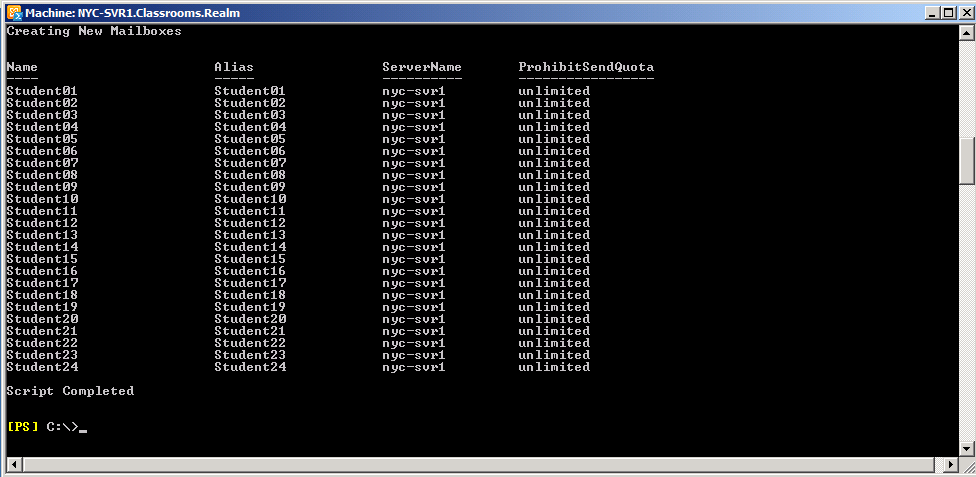 Machine: NYC-SVR1.Classrooms.Realm
Creating New Mailboxes
Name Alias ServerName ProhibitSendQuota
---- ----- ---------- -----------------
Student01 Student01 nyc-svr1 unlimited
Student02 Student02 nyc-svr1 unlimited
Student03 Student03 nyc-svr1 unlimited
Student04 Student04 nyc-svr1 unlimited
Student05 Student05 nyc-svr1 unlimited
Student06 Student06 nyc-svr1 unlimited
Student07 Student07 nyc-svr1 unlimited
Student08 Student08 nyc-svr1 unlimited
Student09 Student09 nyc-svr1 unlimited
Student10 Student10 nyc-svr1 unlimited
Student11 Student11 nyc-svr1 unlimited
Student12 Student12 nyc-svr1 unlimited
Student13 Student13 nyc-svr1 unlimited
Student14 Student14 nyc-svr1 unlimited
Student15 Student15 nyc-svr1 unlimited
Student16 Student16 nyc-svr1 unlimited
Student17 Student17 nyc-svr1 unlimited
Student18 Student18 nyc-svr1 unlimited
Student19 Student19 nyc-svr1 unlimited
Student20 Student20 nyc-svr1 unlimited
Student21 Student21 nyc-svr1 unlimited
Student22 Student22 nyc-svr1 unlimited
Student23 Student23 nyc-svr1 unlimited
Student24 Student24 nyc-svr1 unlimited
Script Completed
[PS] C:\>_